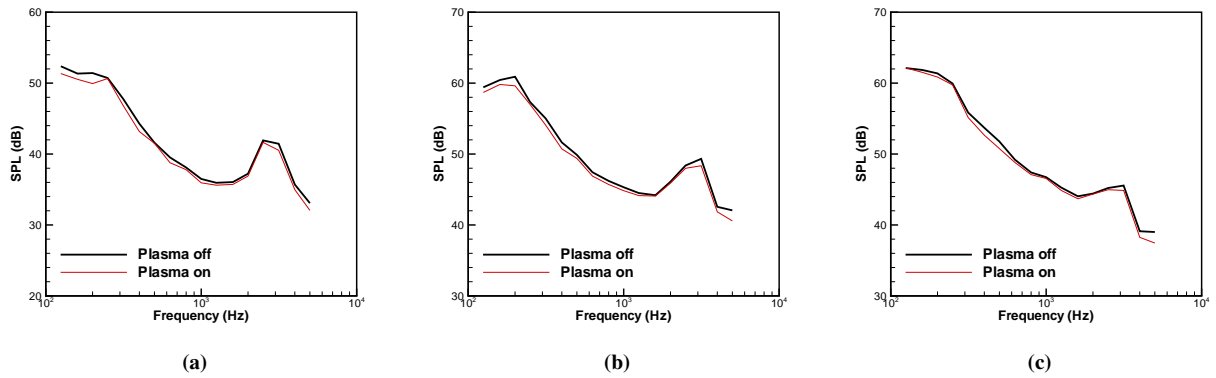 60
50
40
30
20
SPL (dB)
Plasma off
Plasma on
10²
10³
10⁴
Frequency (Hz)
(a)
70
60
50
40
30
SPL (dB)
Plasma off
Plasma on
10²
10³
10⁴
Frequency (Hz)
(b)
70
60
50
40
30
SPL (dB)
Plasma off
Plasma on
10²
10³
10⁴
Frequency (Hz)
(c)